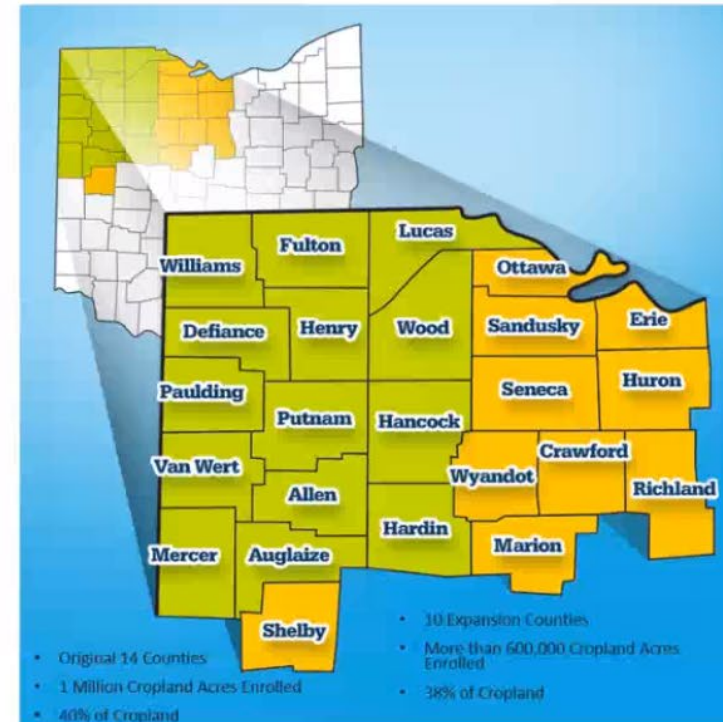 Lucas
Fulton
Williams
Ottawa
Defiance
Henry
Wood
Sandusky
Erie
Paulding
Seneca
Huron
Putnam
Hancock
Crawford
Van Wert
Wyandot
Allen
Richland
Hardin
Mercer
Auglaize
Marion
Shelby
• Original 14 Counties
• 1 Million Cropland Acres Enrolled
• 40% of Cropland
• 10 Expansion Counties
• More than 600,000 Cropland Acres
Enrolled
• 38% of Cropland